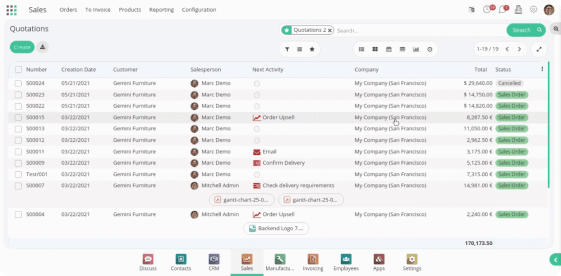 Sales Orders To Invoice Products Reporting Configuration
Quotations
Quotations 2 x Search... Search
Create 1-19 / 19
Number Creation Date Customer Salesperson Next Activity Company Total Status
S00024 05/21/2021 Gemini Furniture Marc Demo My Company (San Francisco) $ 29,640.00 Cancelled
S00023 05/21/2021 Gemini Furniture Marc Demo My Company (San Francisco) $ 14,750.00 Sales Order
S00022 05/21/2021 Gemini Furniture Marc Demo My Company (San Francisco) $ 14,820.00 Sales Order
S00015 03/22/2021 Gemini Furniture Marc Demo Order Upsell My Company (San Francisco) 8,287.50 € Sales Order
S00013 03/22/2021 Gemini Furniture Marc Demo My Company (San Francisco) 11,050.00 € Sales Order
S00012 03/22/2021 Gemini Furniture Marc Demo My Company (San Francisco) 2,962.50 € Sales Order
S00011 03/22/2021 Gemini Furniture Marc Demo Email My Company (San Francisco) 3,175.00 € Sales Order
S00009 03/22/2021 Gemini Furniture Marc Demo Confirm Delivery My Company (San Francisco) 5,125.00 € Sales Order
Test/001 03/22/2021 Gemini Furniture Marc Demo My Company (San Francisco) 7,315.00 € Sales Order
S00007 03/22/2021 Gemini Furniture Mitchell Admin Check delivery requirements My Company (San Francisco) 14,981.00 € Sales Order
gantt-chart-25-0... gantt-chart-25-0...
S00004 03/22/2021 Gemini Furniture Mitchell Admin Order Upsell My Company (San Francisco) 2,240.00 € Sales Order
Backend Logo 7....
170,173.50
Discuss Contacts CRM Sales Manufactu... Invoicing Employees Apps Settings